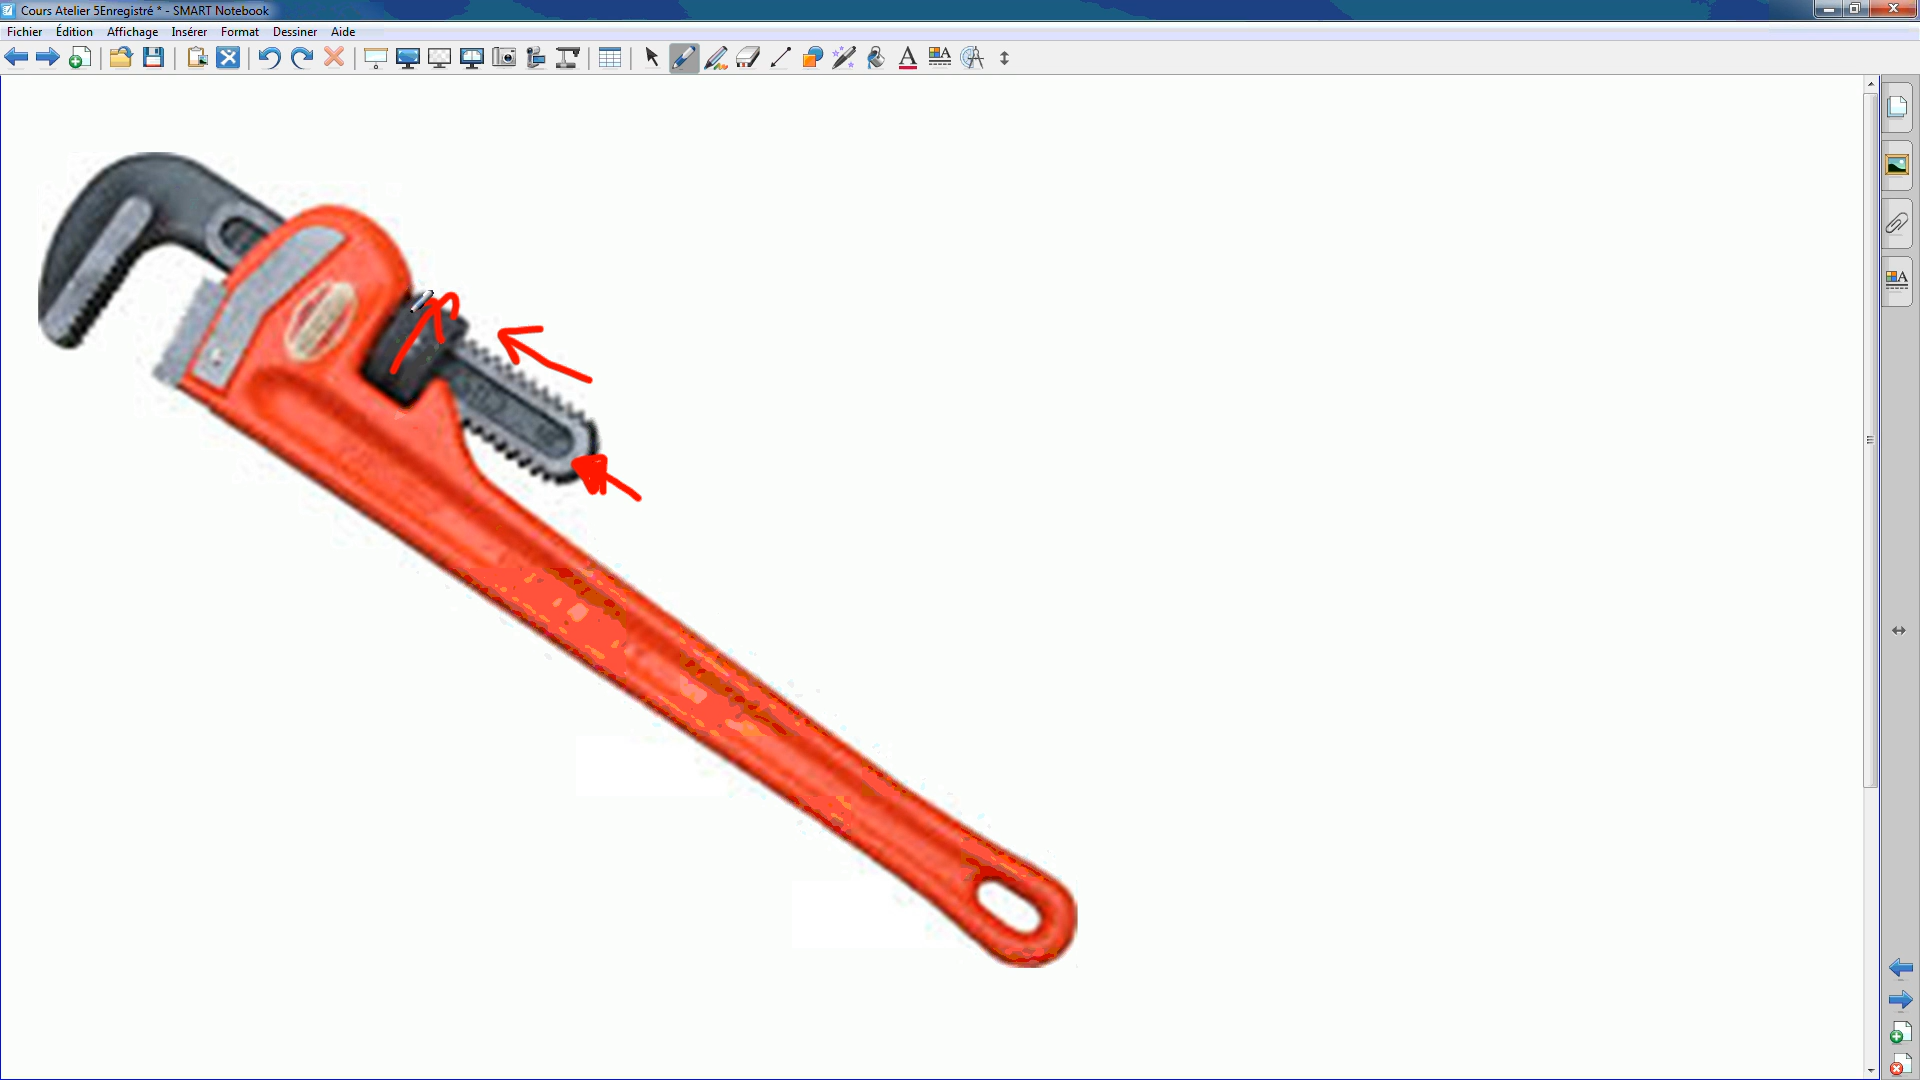 Cours Atelier 5Enregistré * - SMART Notebook
Fichier Édition Affichage Insérer Format Dessiner Aide